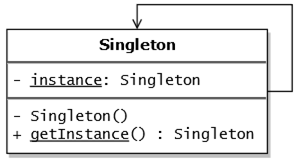 Singleton
- instance: Singleton
- Singleton()
+ getInstance() : Singleton